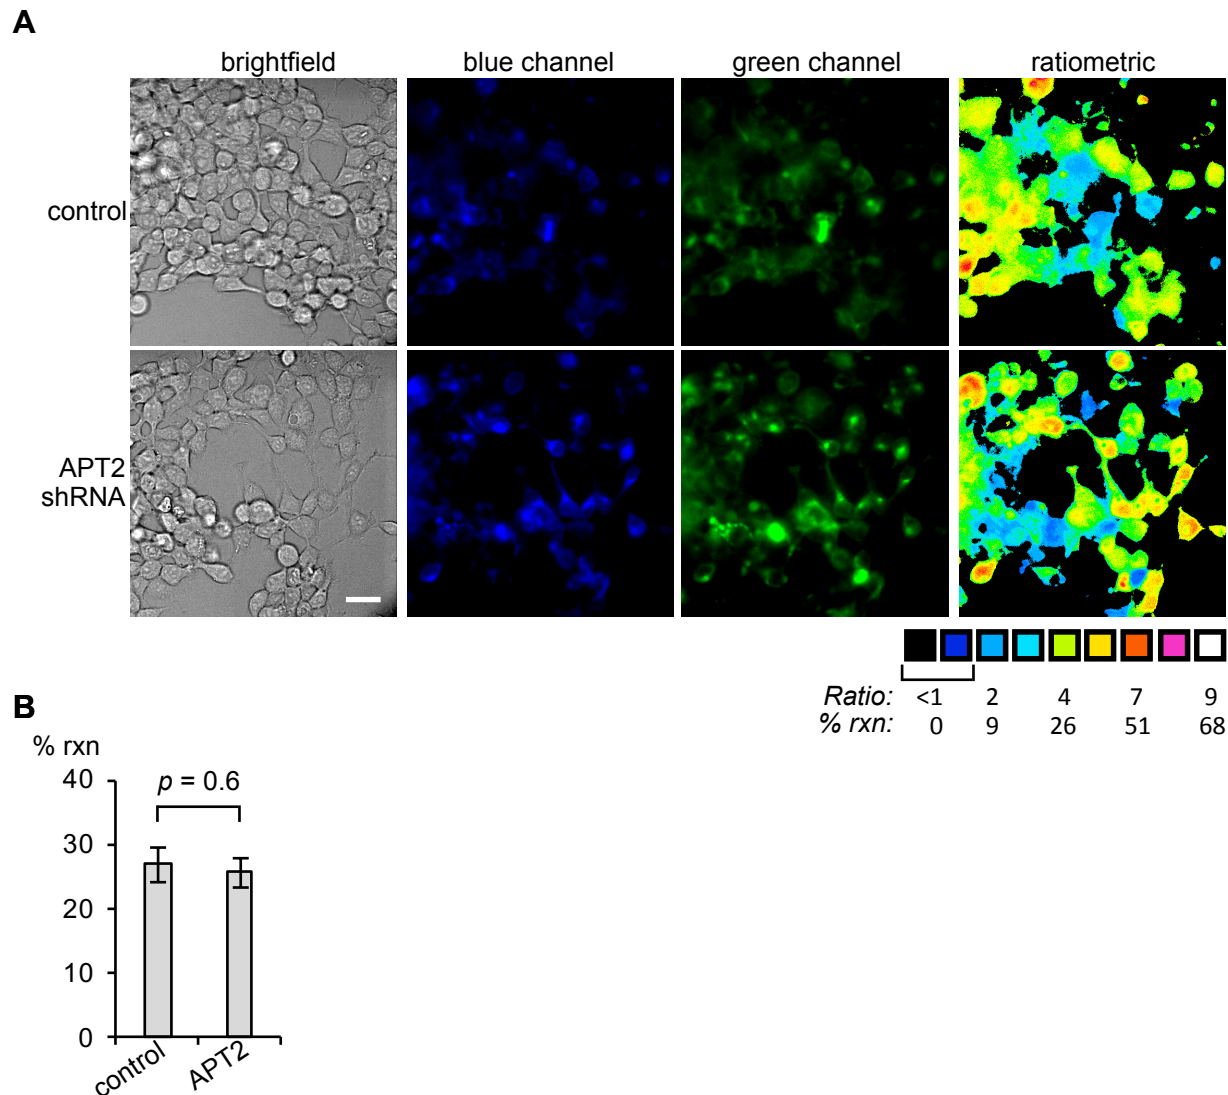 A
brightfield blue channel green channel ratiometric
control
APT2
shRNA
Ratio: <1 2 4 7 9
% rxn: 0 9 26 51 68
B
% rxn
40
p = 0.6
30
20
10
0
control APT2